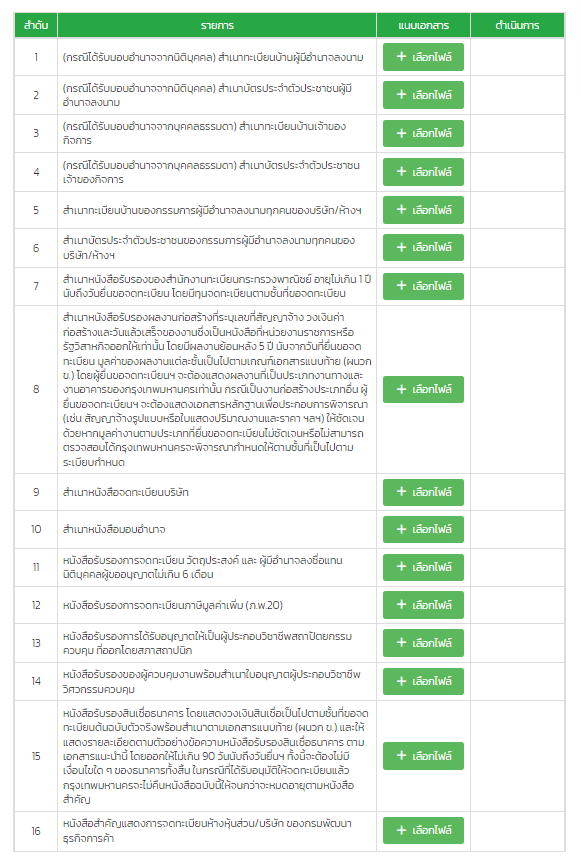 ลำดับ รายการ แนบเอกสาร ดำเนินการ
1 (กรณีได้รับมอบอำนาจจากนิติบุคคล) สำเนาทะเบียนบ้านผู้มีอำนาจลงนาม + เลือกไฟล์
2 (กรณีได้รับมอบอำนาจจากนิติบุคคล) สำเนาบัตรประจำตัวประชาชนผู้มี
อำนาจลงนาม + เลือกไฟล์
3 (กรณีได้รับมอบอำนาจจากบุคคลธรรมดา) สำเนาทะเบียนบ้านเจ้าของ
กิจการ + เลือกไฟล์
4 (กรณีได้รับมอบอำนาจจากบุคคลธรรมดา) สำเนาบัตรประจำตัวประชาชน
เจ้าของกิจการ + เลือกไฟล์
5 สำเนาทะเบียนบ้านของกรรมการผู้มีอำนาจลงนามทุกคนของบริษัท/ห้างฯ + เลือกไฟล์
6 สำเนาบัตรประจำตัวประชาชนของกรรมการผู้มีอำนาจลงนามทุกคนของ
บริษัท/ห้างฯ + เลือกไฟล์
7 สำเนาหนังสือรับรองของสำนักงานทะเบียนกระทรวงพาณิชย์ อายุไม่เกิน 1 ปี
นับถึงวันยื่นขอจดทะเบียน โดยมีทุนจดทะเบียนตามชั้นที่ขอจดทะเบียน + เลือกไฟล์
8 สำเนาหนังสือรับรองผลงานก่อสร้างที่ระบุเลขที่สัญญาจ้าง วงเงินค่า
ก่อสร้างและวันแล้วเสร็จของงานซึ่งเป็นหนังสือที่หน่วยงานราชการหรือ
รัฐวิสาหกิจออกให้เท่านั้น โดยมีผลงานย้อนหลัง 5 ปี นับจากวันที่ยื่นขอจด
ทะเบียน มูลค่าของผลงานแต่ละชั้นเป็นไปตามเกณฑ์เอกสารแนบท้าย (ผนวก
ข.) โดยผู้ยื่นขอจดทะเบียนฯ จะต้องแสดงผลงานที่เป็นประเภทงานทางและ
งานอาคารของกรุงเทพมหานครเท่านั้น กรณีเป็นงานก่อสร้างประเภทอื่น ผู้
ยื่นขอจดทะเบียนฯ จะต้องแสดงเอกสารหลักฐานเพื่อประกอบการพิจารณา
(เช่น สัญญาจ้างรูปแบบหรือใบแสดงปริมาณงานและราคา ฯลฯ) ให้ชัดเจน
ด้วยหากมูลค่างานตามประเภทที่ยื่นขอจดทะเบียนไม่ชัดเจนหรือไม่สามารถ
ตรวจสอบได้กรุงเทพมหานครจะพิจารณากำหนดให้ตามชั้นที่เป็นไปตาม
ระเบียบกำหนด + เลือกไฟล์
9 สำเนาหนังสือจดทะเบียนบริษัท + เลือกไฟล์
10 สำเนาหนังสือมอบอำนาจ + เลือกไฟล์
11 หนังสือรับรองการจดทะเบียน วัตถุประสงค์ และ ผู้มีอำนาจลงชื่อแทน
นิติบุคคลผู้ขออนุญาตไม่เกิน 6 เดือน + เลือกไฟล์
12 หนังสือรับรองการจดทะเบียนภาษีมูลค่าเพิ่ม (ภ.พ.20) + เลือกไฟล์
13 หนังสือรับรองการได้รับอนุญาตให้เป็นผู้ประกอบวิชาชีพสถาปัตยกรรม
ควบคุม ที่ออกโดยสภาสถาปนิก + เลือกไฟล์
14 หนังสือรับรองของผู้ควบคุมงานพร้อมสำเนาใบอนุญาตผู้ประกอบวิชาชีพ
วิศวกรรมควบคุม + เลือกไฟล์
15 หนังสือรับรองสินเชื่อธนาคาร โดยแสดงวงเงินสินเชื่อเป็นไปตามชั้นที่ขอจด
ทะเบียนต้นฉบับตัวจริงพร้อมสำเนาตามเอกสารแนบท้าย (ผนวก ข.) และให้
แสดงรายละเอียดตามตัวอย่างข้อความหนังสือรับรองสินเชื่อธนาคาร ตาม
เอกสารแนะนำนี้ โดยออกให้ไม่เกิน 90 วันนับถึงวันยื่นฯ ทั้งนี้จะต้องไม่มี
เงื่อนไขใด ๆ ของธนาคารทั้งสิ้น ในกรณีที่ได้รับอนุมัติให้จดทะเบียนแล้ว
กรุงเทพมหานครจะไม่คืนหนังสือฉบับนี้ให้จนกว่าจะหมดอายุตามหนังสือ
สำคัญ + เลือกไฟล์
16 หนังสือสำคัญแสดงการจดทะเบียนห้างหุ้นส่วน/บริษัท ของกรมพัฒนา
ธุรกิจการค้า + เลือกไฟล์